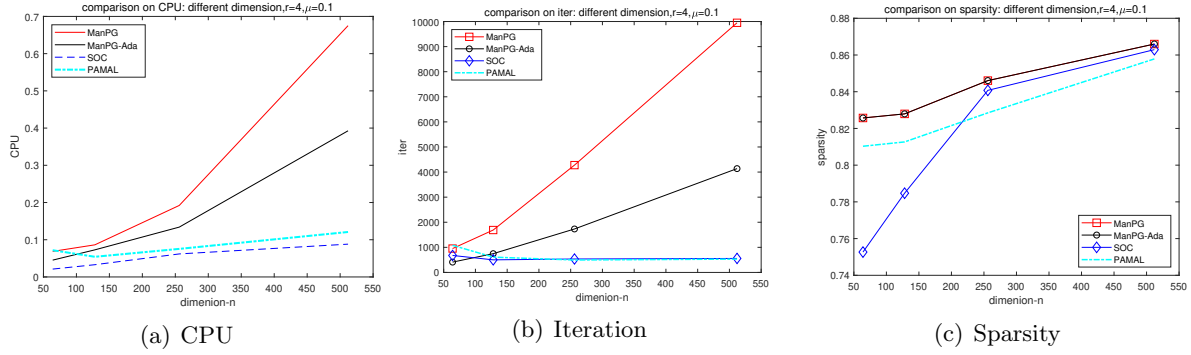 comparison on CPU: different dimension,r=4,μ=0.1
0.7
0.6
0.5
0.4
0.3
0.2
0.1
0
CPU
ManPG
ManPG-Ada
SOC
PAMAL
50 100 150 200 250 300 350 400 450 500 550
dimenion-n
(a) CPU
comparison on iter: different dimension,r=4,μ=0.1
10000
9000
8000
7000
6000
5000
4000
3000
2000
1000
0
iter
ManPG
ManPG-Ada
SOC
PAMAL
50 100 150 200 250 300 350 400 450 500 550
dimenion-n
(b) Iteration
comparison on sparsity: different dimension,r=4,μ=0.1
0.88
0.86
0.84
0.82
0.8
0.78
0.76
0.74
sparsity
ManPG
ManPG-Ada
SOC
PAMAL
50 100 150 200 250 300 350 400 450 500 550
dimension-n
(c) Sparsity